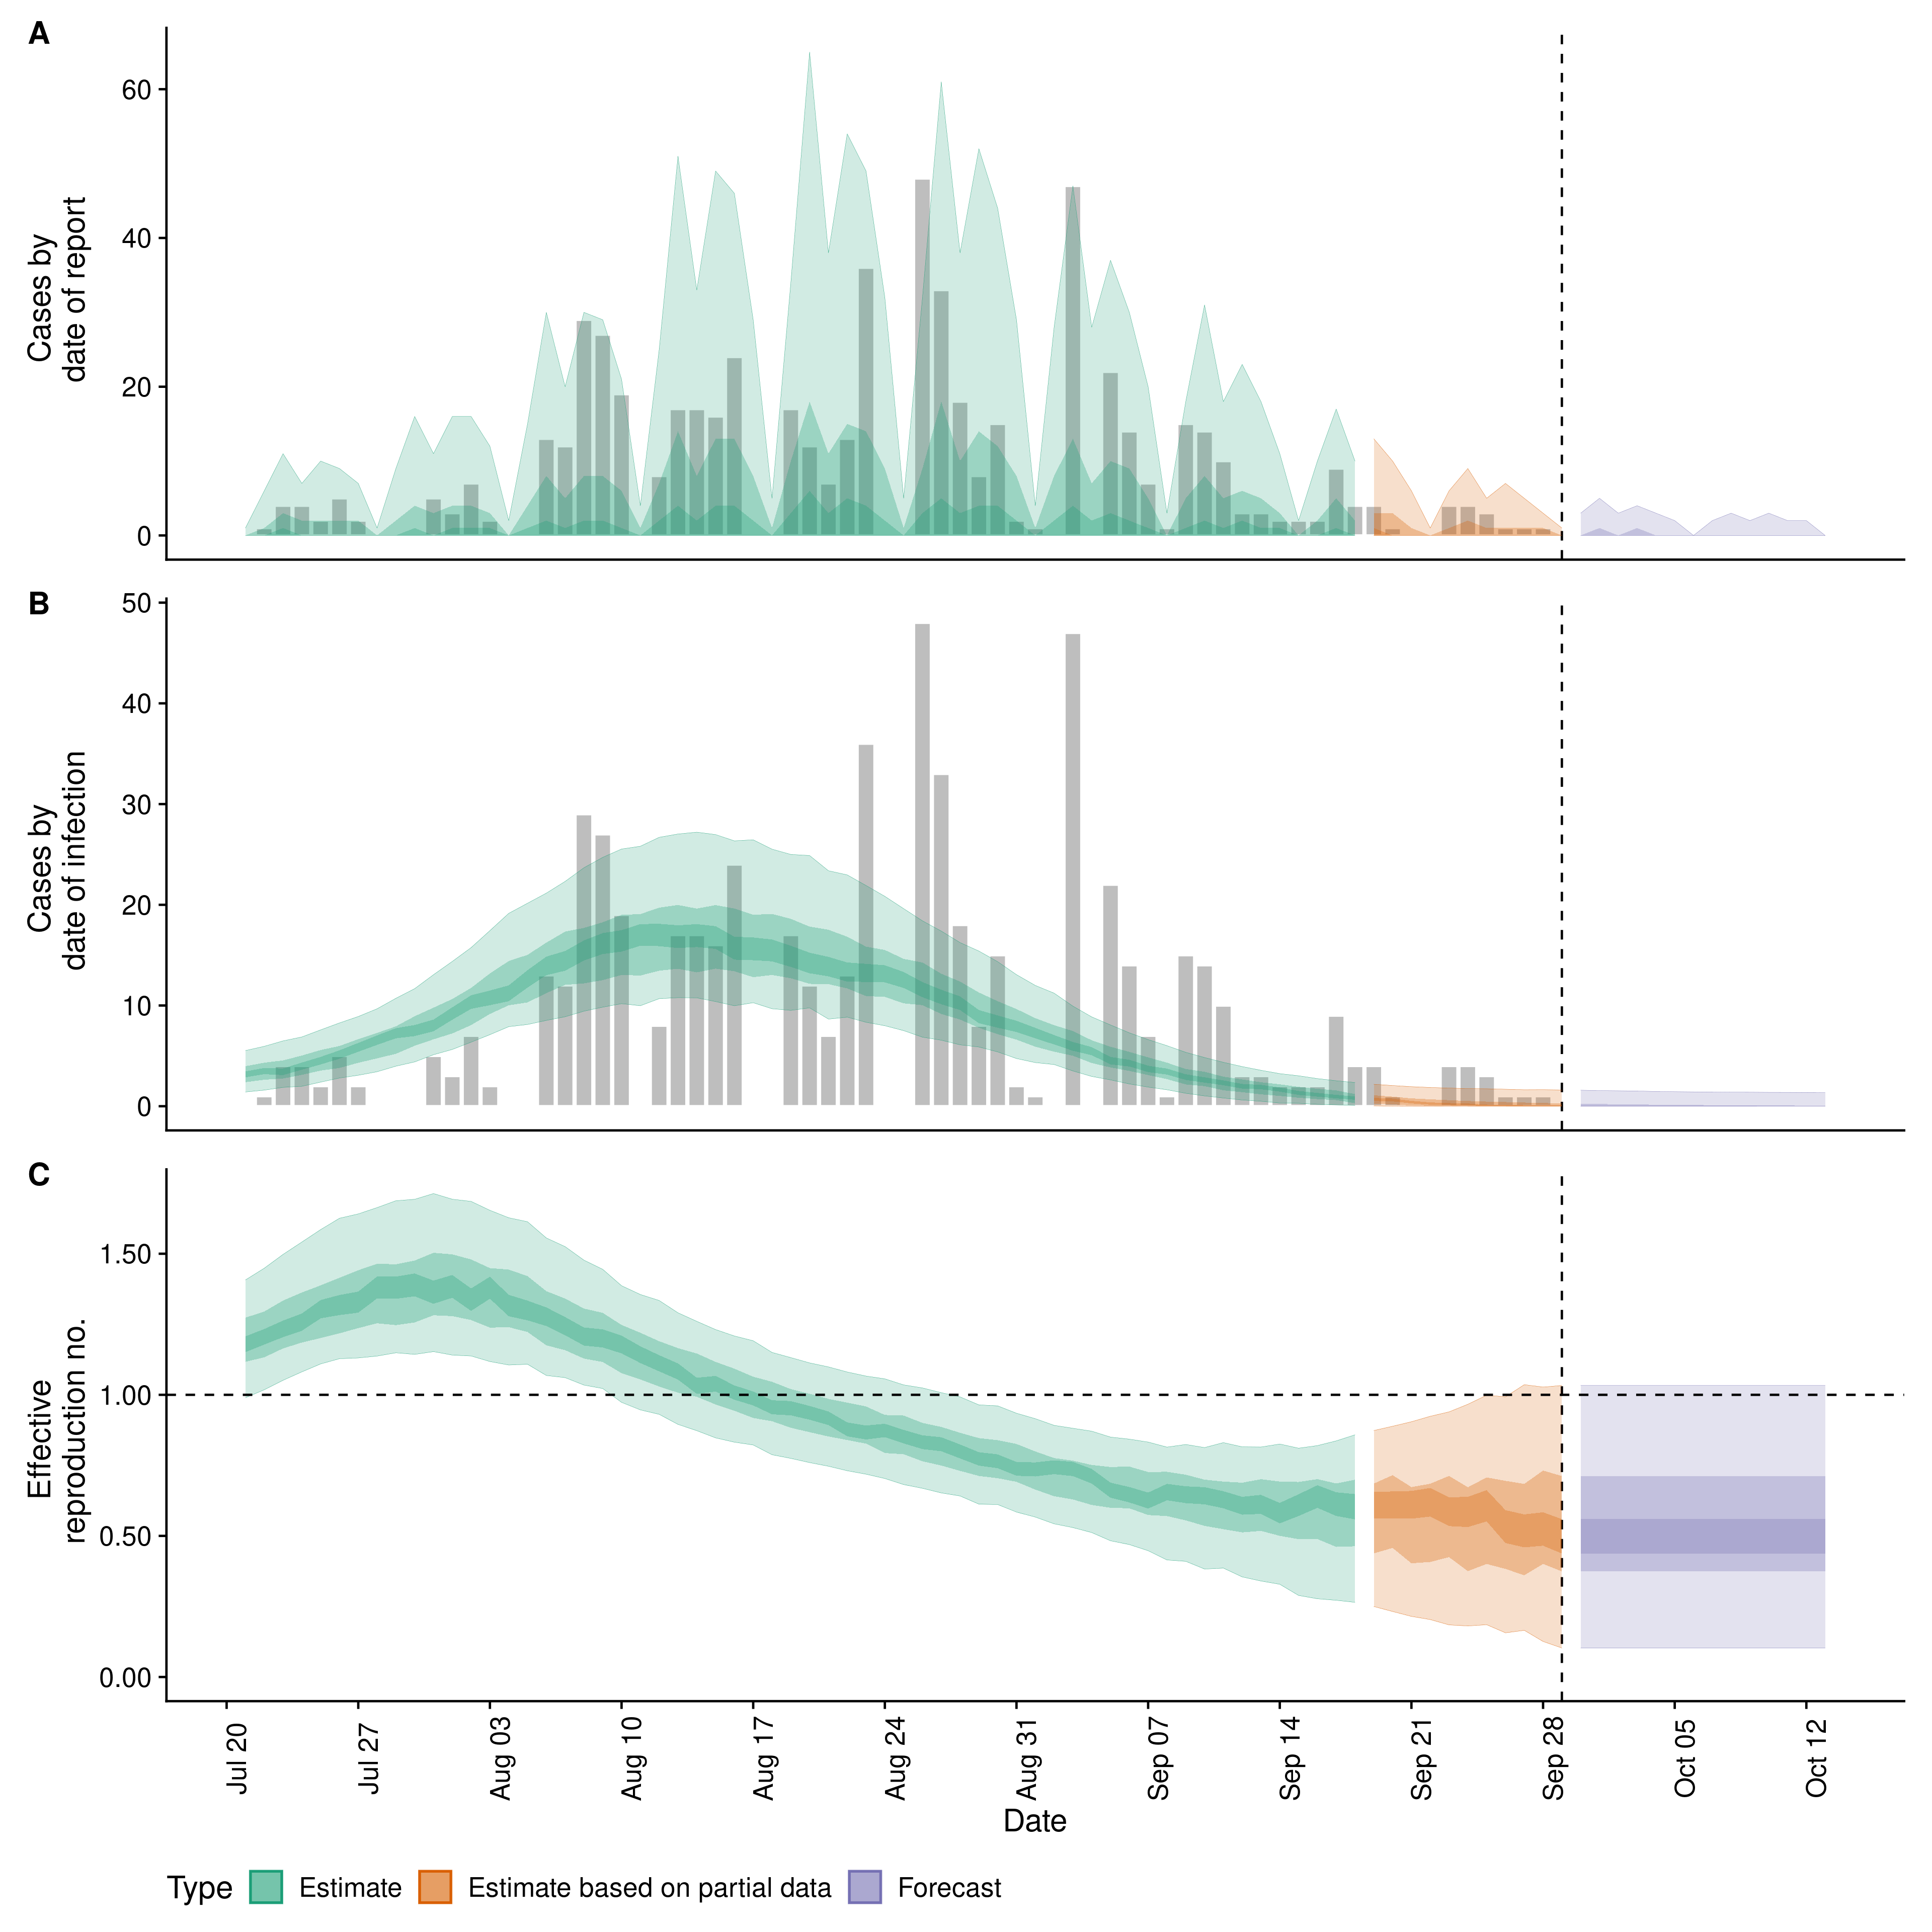 A
Cases by
date of report
60
40
20
0
B
Cases by
date of infection
50
40
30
20
10
0
C
Effective
reproduction no.
1.50
1.00
0.50
0.00
Jul 20
Jul 27
Aug 03
Aug 10
Aug 17
Aug 24
Aug 31
Sep 07
Sep 14
Sep 21
Sep 28
Oct 05
Oct 12
Date
Type
Estimate
Estimate based on partial data
Forecast